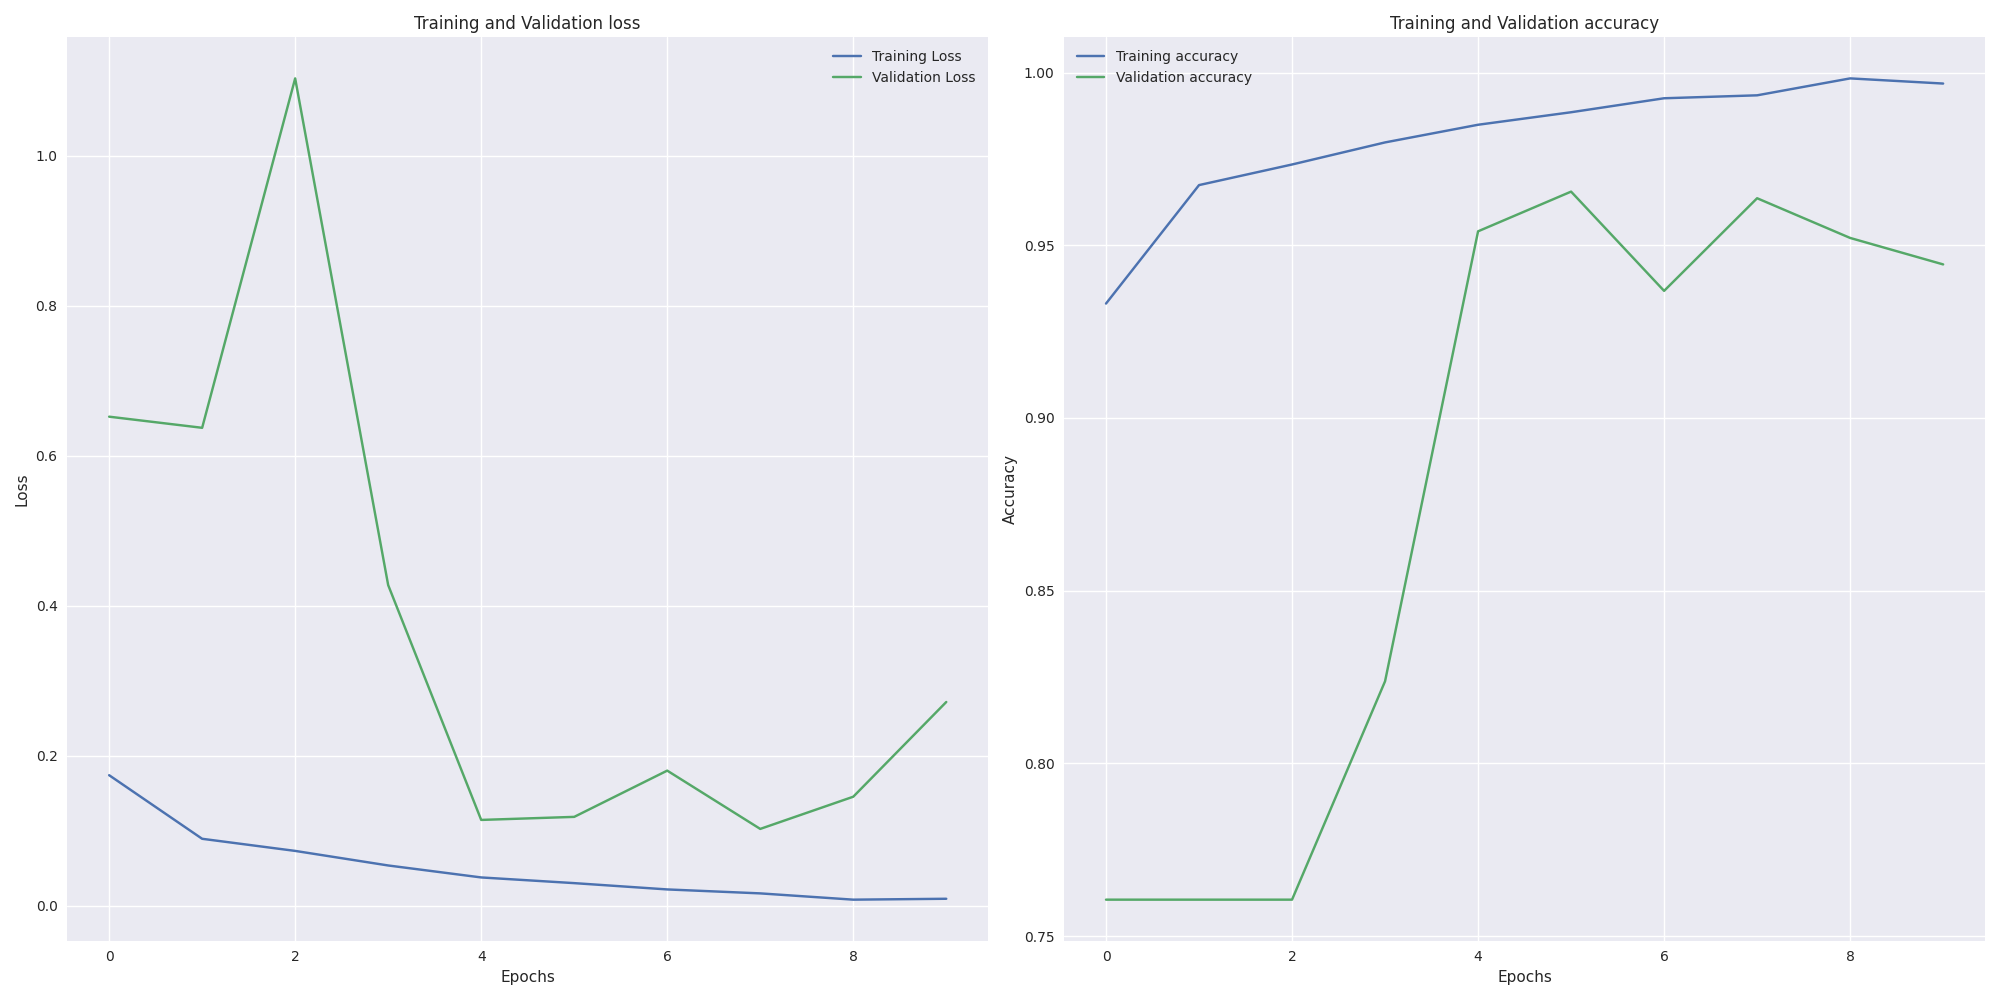 Training and Validation loss
Training Loss
Validation Loss
1.0
0.8
0.6
0.4
0.2
0.0
Loss
0 2 4 6 8
Epochs
Training and Validation accuracy
Training accuracy
Validation accuracy
1.00
0.95
0.90
0.85
0.80
0.75
Accuracy
0 2 4 6 8
Epochs